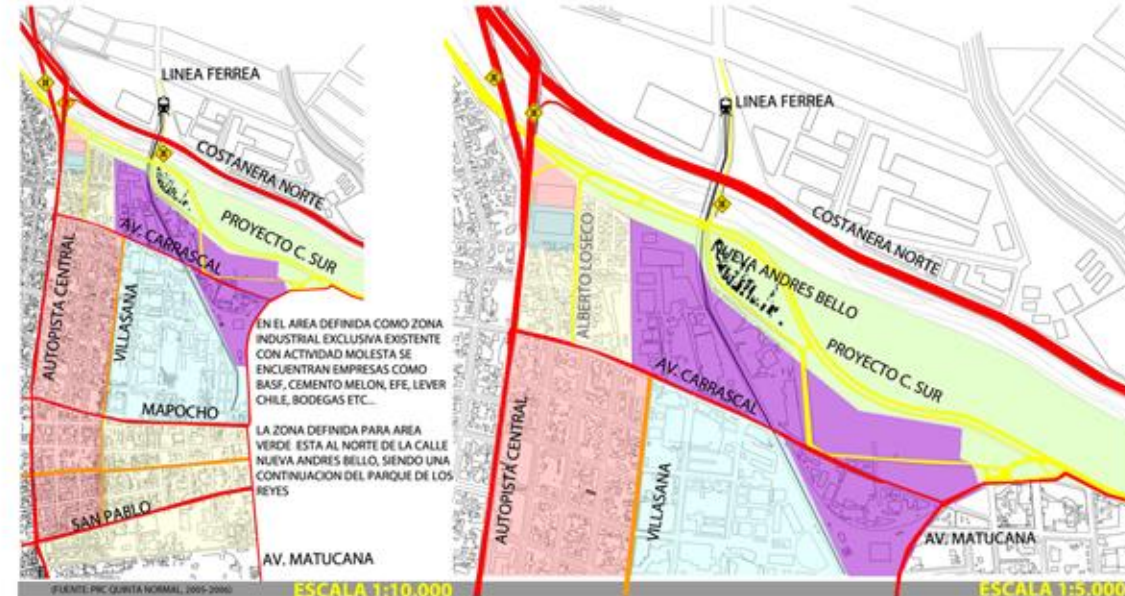 LINEA FERREA
COSTANERA NORTE
PROYECTO C. SUR
AV. CARRASCAL
AUTOPISTA CENTRAL
VILLASANA
MAPOCHO
SAN PABLO
AV. MATUCANA
EN EL AREA DEFINIDA COMO ZONA
INDUSTRIAL EXCLUSIVA EXISTENTE
CON ACTIVIDAD MOLESTA SE
ENCUENTRAN EMPRESAS COMO
BASF, CEMENTO MELON, EFE, LEVER
CHILE, BODEGAS ETC...
LA ZONA DEFINIDA PARA AREA
VERDE ESTA AL NORTE DE LA CALLE
NUEVA ANDRES BELLO, SIENDO UNA
CONTINUACION DEL PARQUE DE LOS
REYES
(FUENTE: PRC QUINTA NORMAL, 2005-2006)
ESCALA 1:10.000
LINEA FERREA
COSTANERA NORTE
NUEVA ANDRES BELLO
PROYECTO C. SUR
ALBERTO LOSECO
AV. CARRASCAL
AUTOPISTA CENTRAL
VILLASANA
AV. MATUCANA
ESCALA 1:5.000